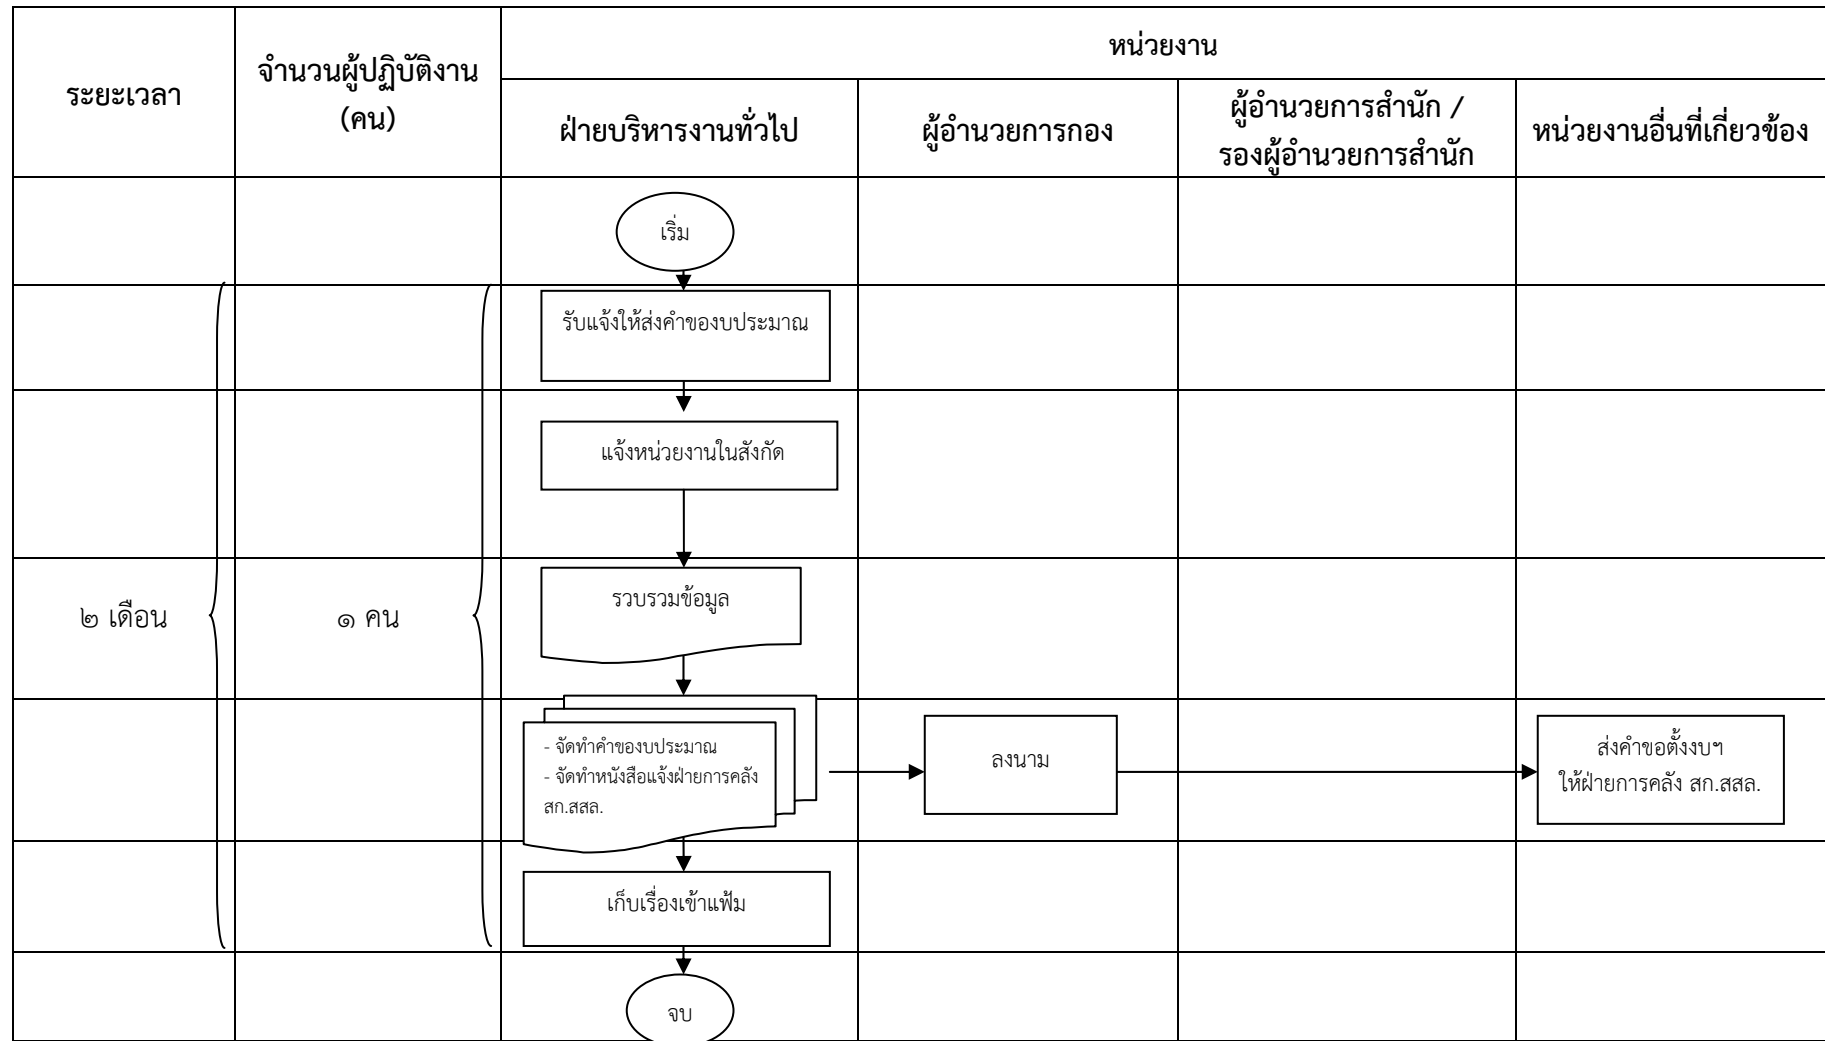 หน่วยงาน
ระยะเวลา
จำนวนผู้ปฏิบัติงาน
(คน)
ฝ่ายบริหารงานทั่วไป
ผู้อำนวยการกอง
ผู้อำนวยการสำนัก /
รองผู้อำนวยการสำนัก
หน่วยงานอื่นที่เกี่ยวข้อง
เริ่ม
รับแจ้งให้ส่งคำของบประมาณ
แจ้งหน่วยงานในสังกัด
๒ เดือน
๑ คน
รวบรวมข้อมูล
- จัดทำคำของบประมาณ
- จัดทำหนังสือแจ้งฝ่ายการคลัง
สก.สสล.
ลงนาม
ส่งคำขอตั้งงบฯ
ให้ฝ่ายการคลัง สก.สสล.
เก็บเรื่องเข้าแฟ้ม
จบ